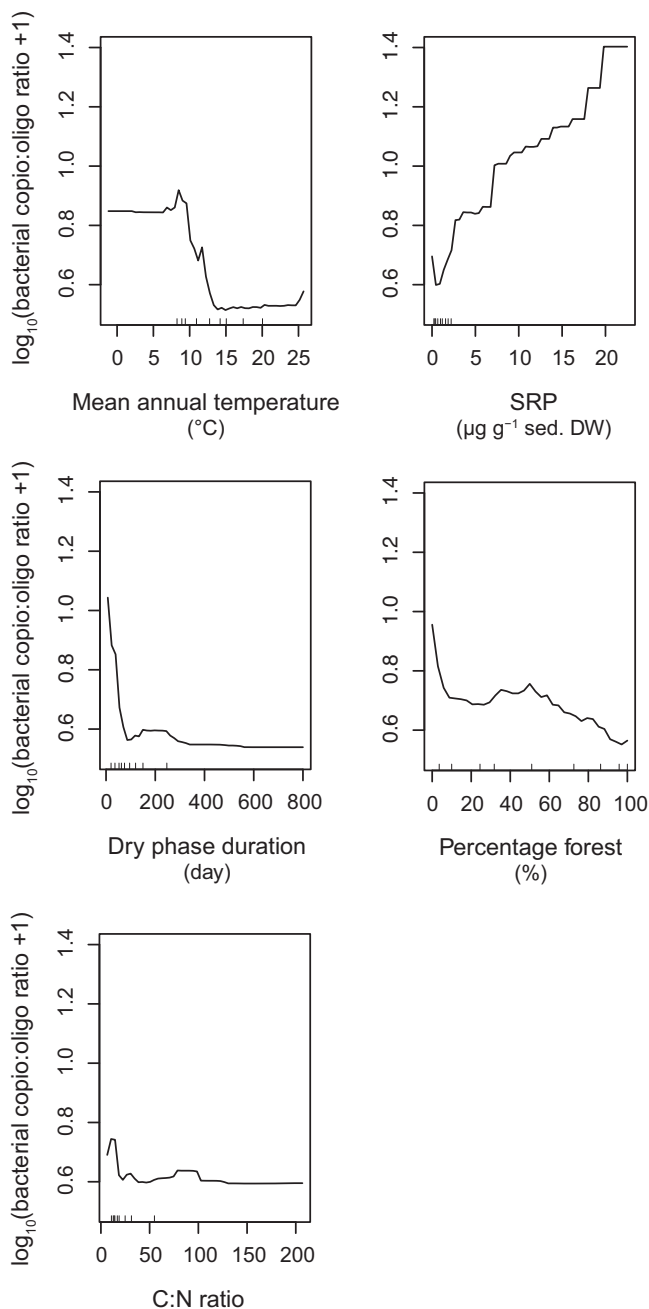 log₁₀(bacterial copio:oligo ratio +1)
1.4
1.2
1.0
0.8
0.6
0 5 10 15 20 25
Mean annual temperature
(°C)
1.4
1.2
1.0
0.8
0.6
0 5 10 15 20
SRP
(µg g⁻¹ sed. DW)
log₁₀(bacterial copio:oligo ratio +1)
1.4
1.2
1.0
0.8
0.6
0 200 400 600 800
Dry phase duration
(day)
1.4
1.2
1.0
0.8
0.6
0 20 40 60 80 100
Percentage forest
(%)
log₁₀(bacterial copio:oligo ratio +1)
1.4
1.2
1.0
0.8
0.6
0 50 100 150 200
C:N ratio